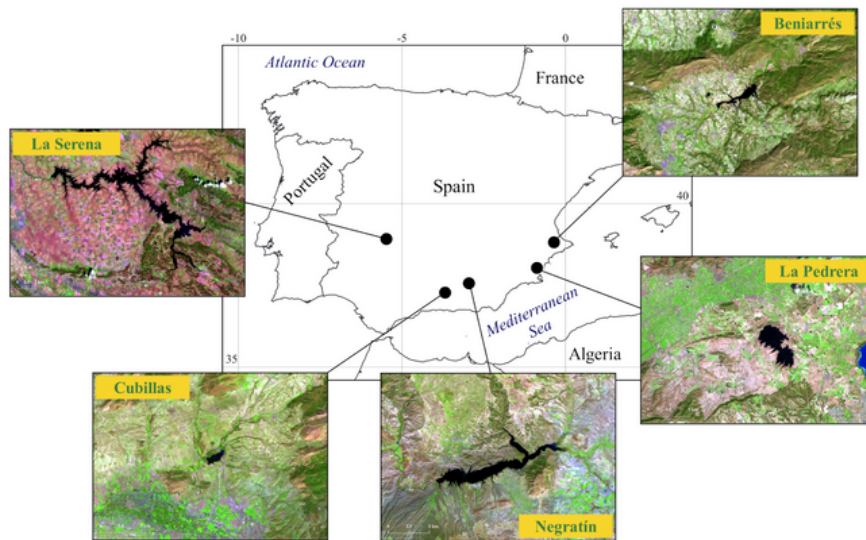 Beniarrés
-10
-5
0
Atlantic Ocean
France
La Serena
Portugal
Spain
40
La Pedrera
Mediterranean
Sea
35
Algeria
Cubillas
Negratín